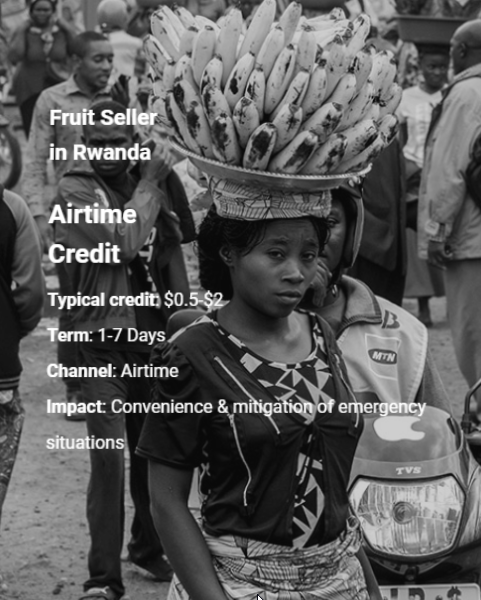 Fruit Seller
in Rwanda
Airtime
Credit
Typical credit: $0.5-$2
Term: 1-7 Days
Channel: Airtime
Impact: Convenience & mitigation of emergency
situations
MTN
TVS